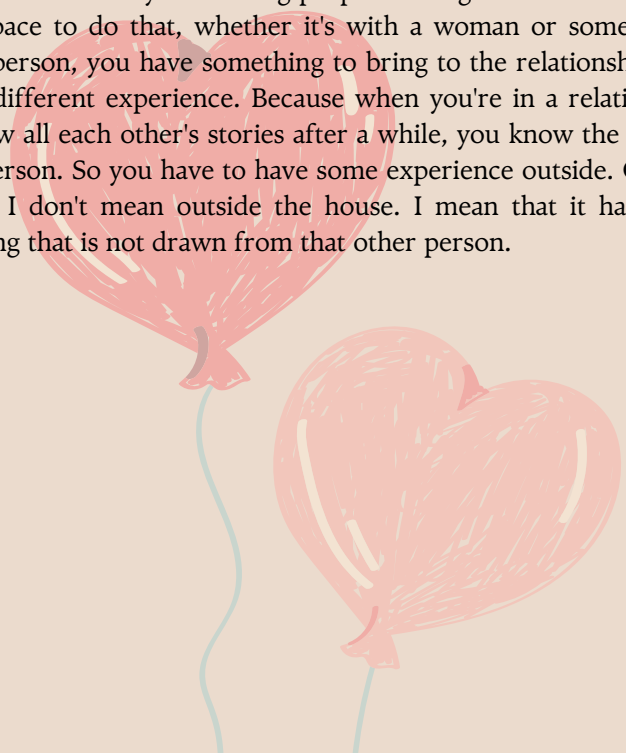 pace to do that, whether it's with a woman or some
person, you have something to bring to the relationsh
different experience. Because when you're in a relati
w all each other's stories after a while, you know the
erson. So you have to have some experience outside.
I don't mean outside the house. I mean that it ha
ng that is not drawn from that other person.